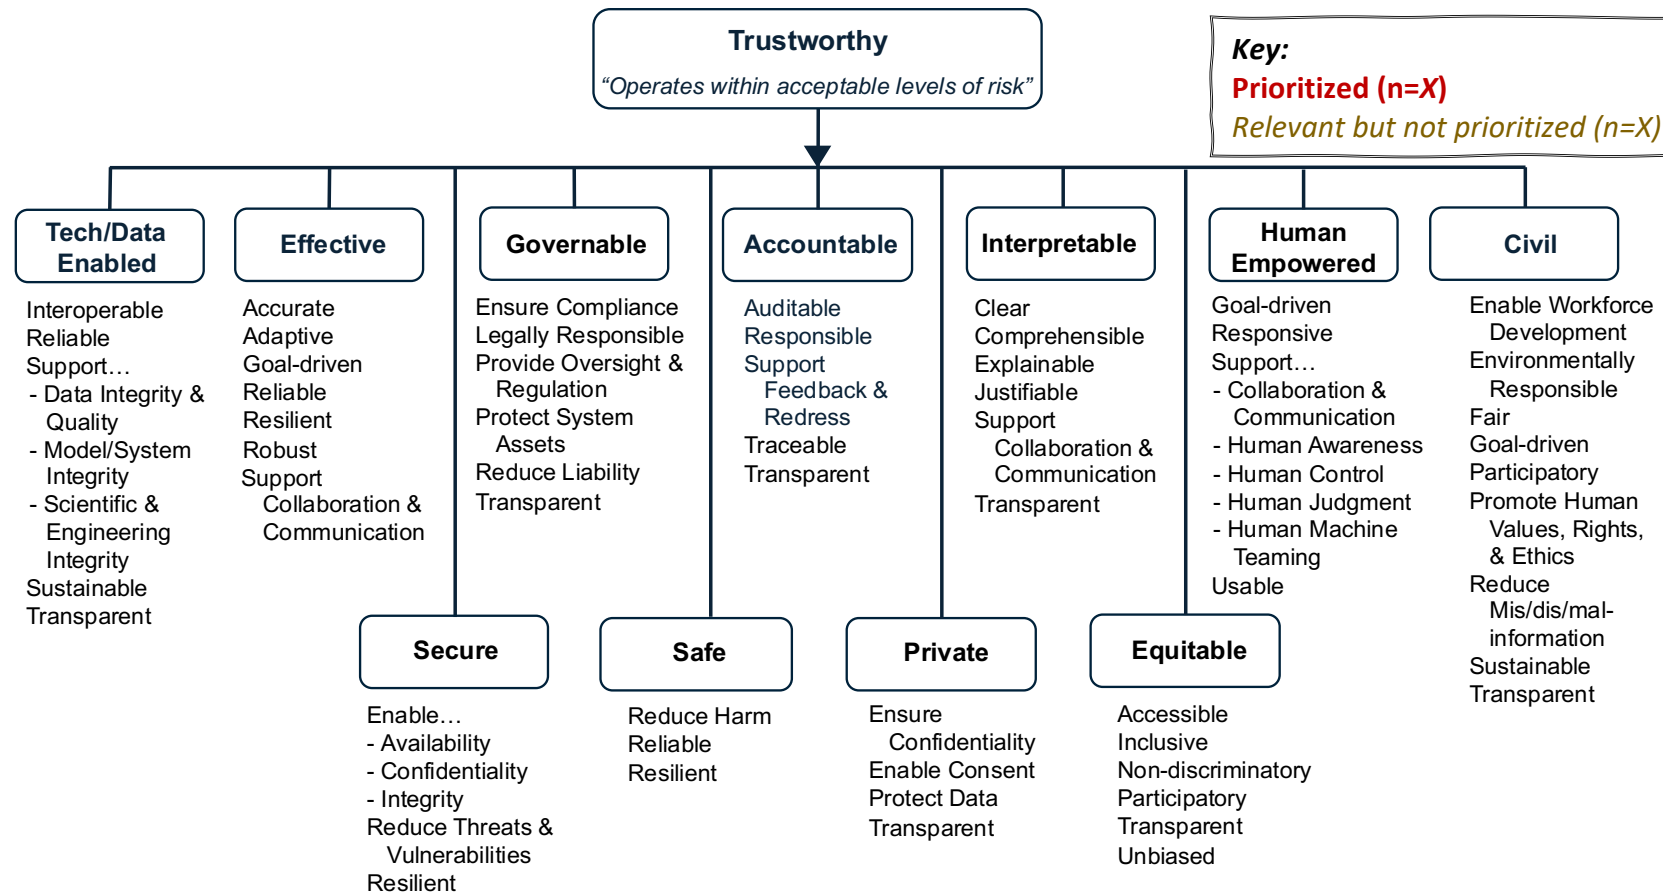 Trustworthy
“Operates within acceptable levels of risk”
Key:
Prioritized (n=X)
Relevant but not prioritized (n=X)
Tech/Data
Enabled
Interoperable
Reliable
Support…
- Data Integrity &
Quality
- Model/System
Integrity
- Scientific &
Engineering
Integrity
Sustainable
Transparent
Effective
Accurate
Adaptive
Goal-driven
Reliable
Resilient
Robust
Support
Collaboration &
Communication
Governable
Ensure Compliance
Legally Responsible
Provide Oversight &
Regulation
Protect System
Assets
Reduce Liability
Transparent
Accountable
Auditable
Responsible
Support
Feedback &
Redress
Traceable
Transparent
Interpretable
Clear
Comprehensible
Explainable
Justifiable
Support
Collaboration &
Communication
Transparent
Human
Empowered
Goal-driven
Responsive
Support…
- Collaboration &
Communication
- Human Awareness
- Human Control
- Human Judgment
- Human Machine
Teaming
Usable
Civil
Enable Workforce
Development
Environmentally
Responsible
Fair
Goal-driven
Participatory
Promote Human
Values, Rights,
& Ethics
Reduce
Mis/dis/mal-
information
Sustainable
Transparent
Secure
Enable…
- Availability
- Confidentiality
- Integrity
Reduce Threats &
Vulnerabilities
Resilient
Safe
Reduce Harm
Reliable
Resilient
Private
Ensure
Confidentiality
Enable Consent
Protect Data
Transparent
Equitable
Accessible
Inclusive
Non-discriminatory
Participatory
Transparent
Unbiased